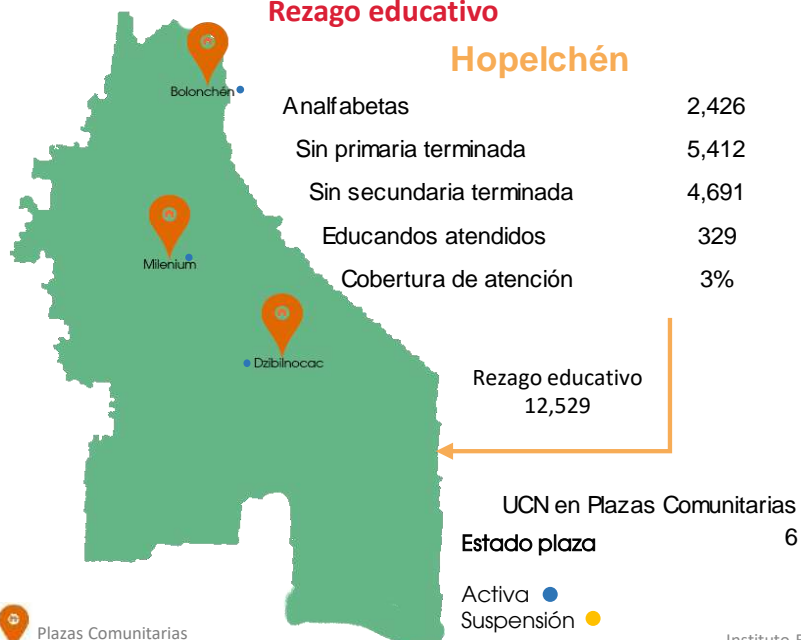 Rezago educativo
Hopelchén
Bolonchén
Analfabetas 2,426
Sin primaria terminada 5,412
Sin secundaria terminada 4,691
Milenium
Educandos atendidos 329
Cobertura de atención 3%
Dzibilnocac
Rezago educativo
12,529
UCN en Plazas Comunitarias
Estado plaza 6
Activa
Suspensión
Plazas Comunitarias
Instituto